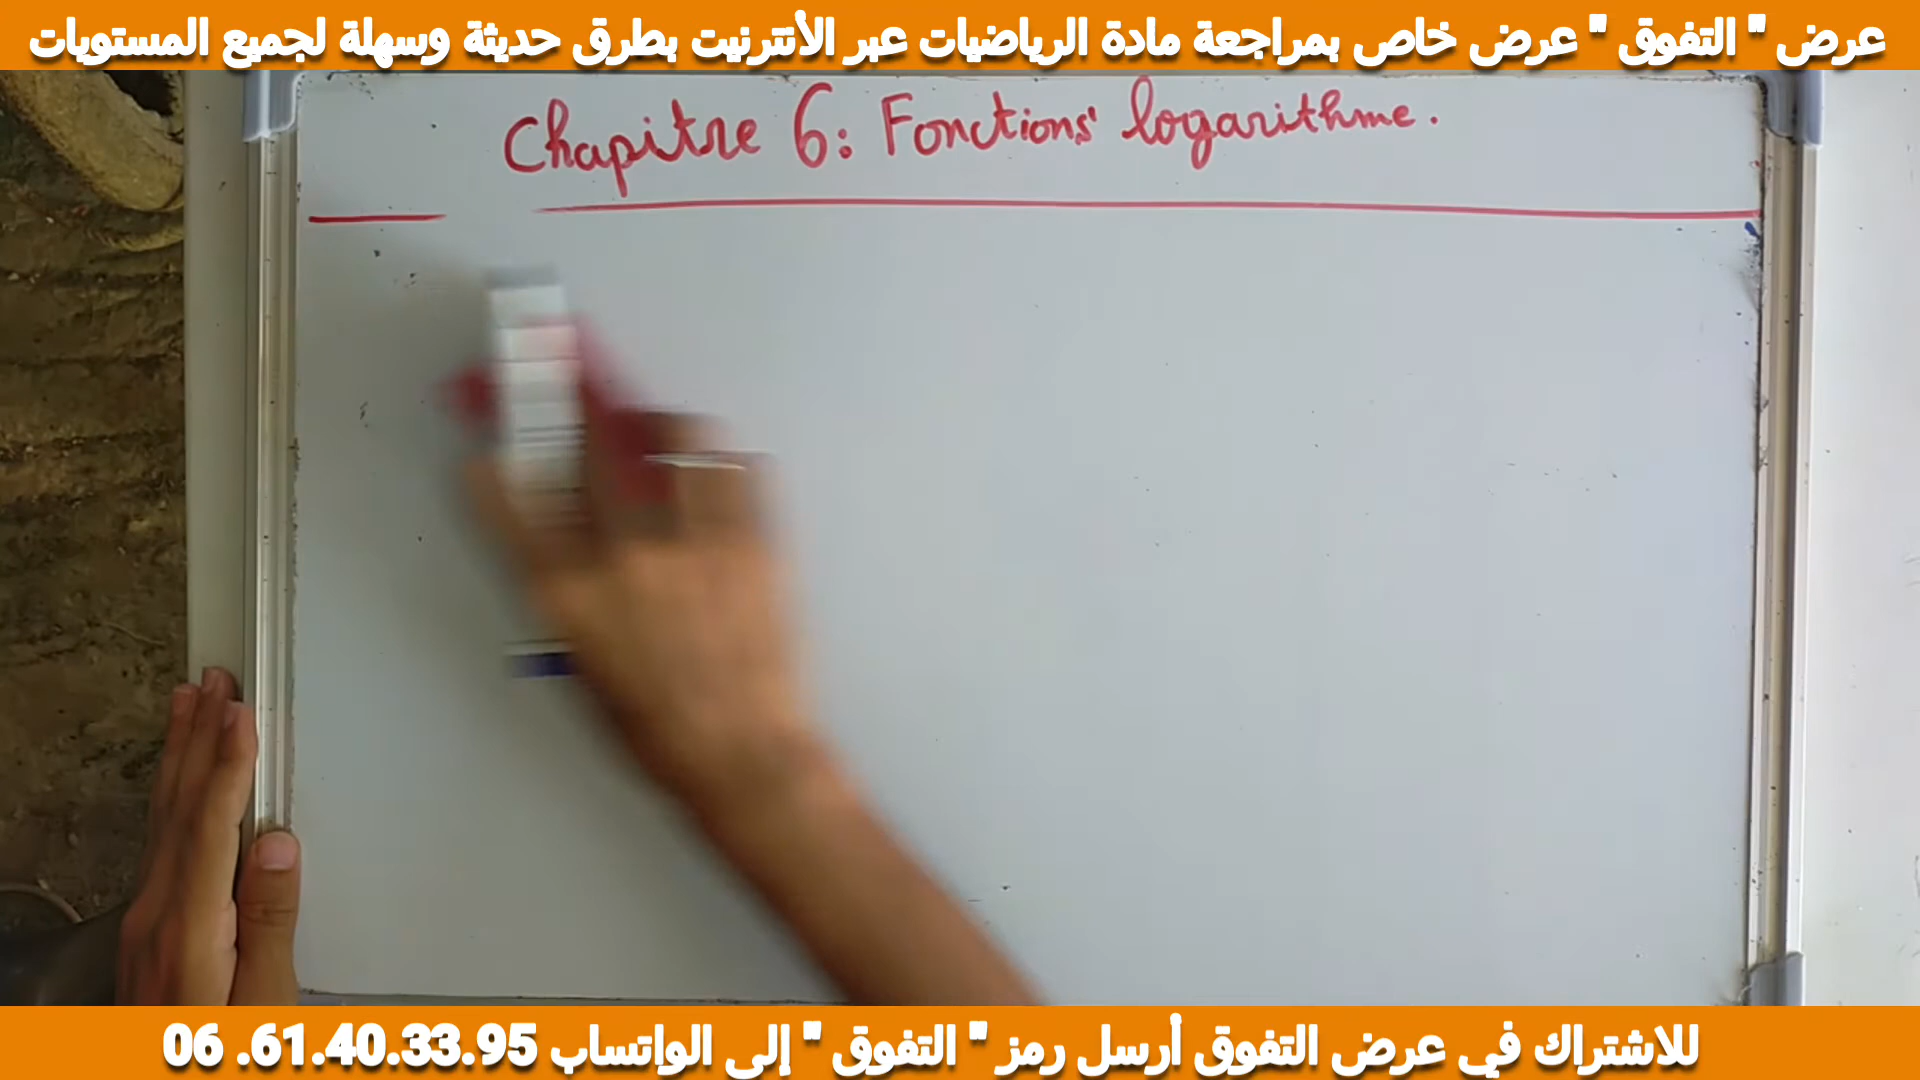 عرض " التفوق " عرض خاص بمراجعة مادة الرياضيات عبر الأنترنيت بطرق حديثة وسهلة لجميع المستويات
Chapitre 6: Fonctions logarithme.
للاشتراك في عرض التفوق أرسل رمز " التفوق " إلى الواتساب 06 .61.40.33.95